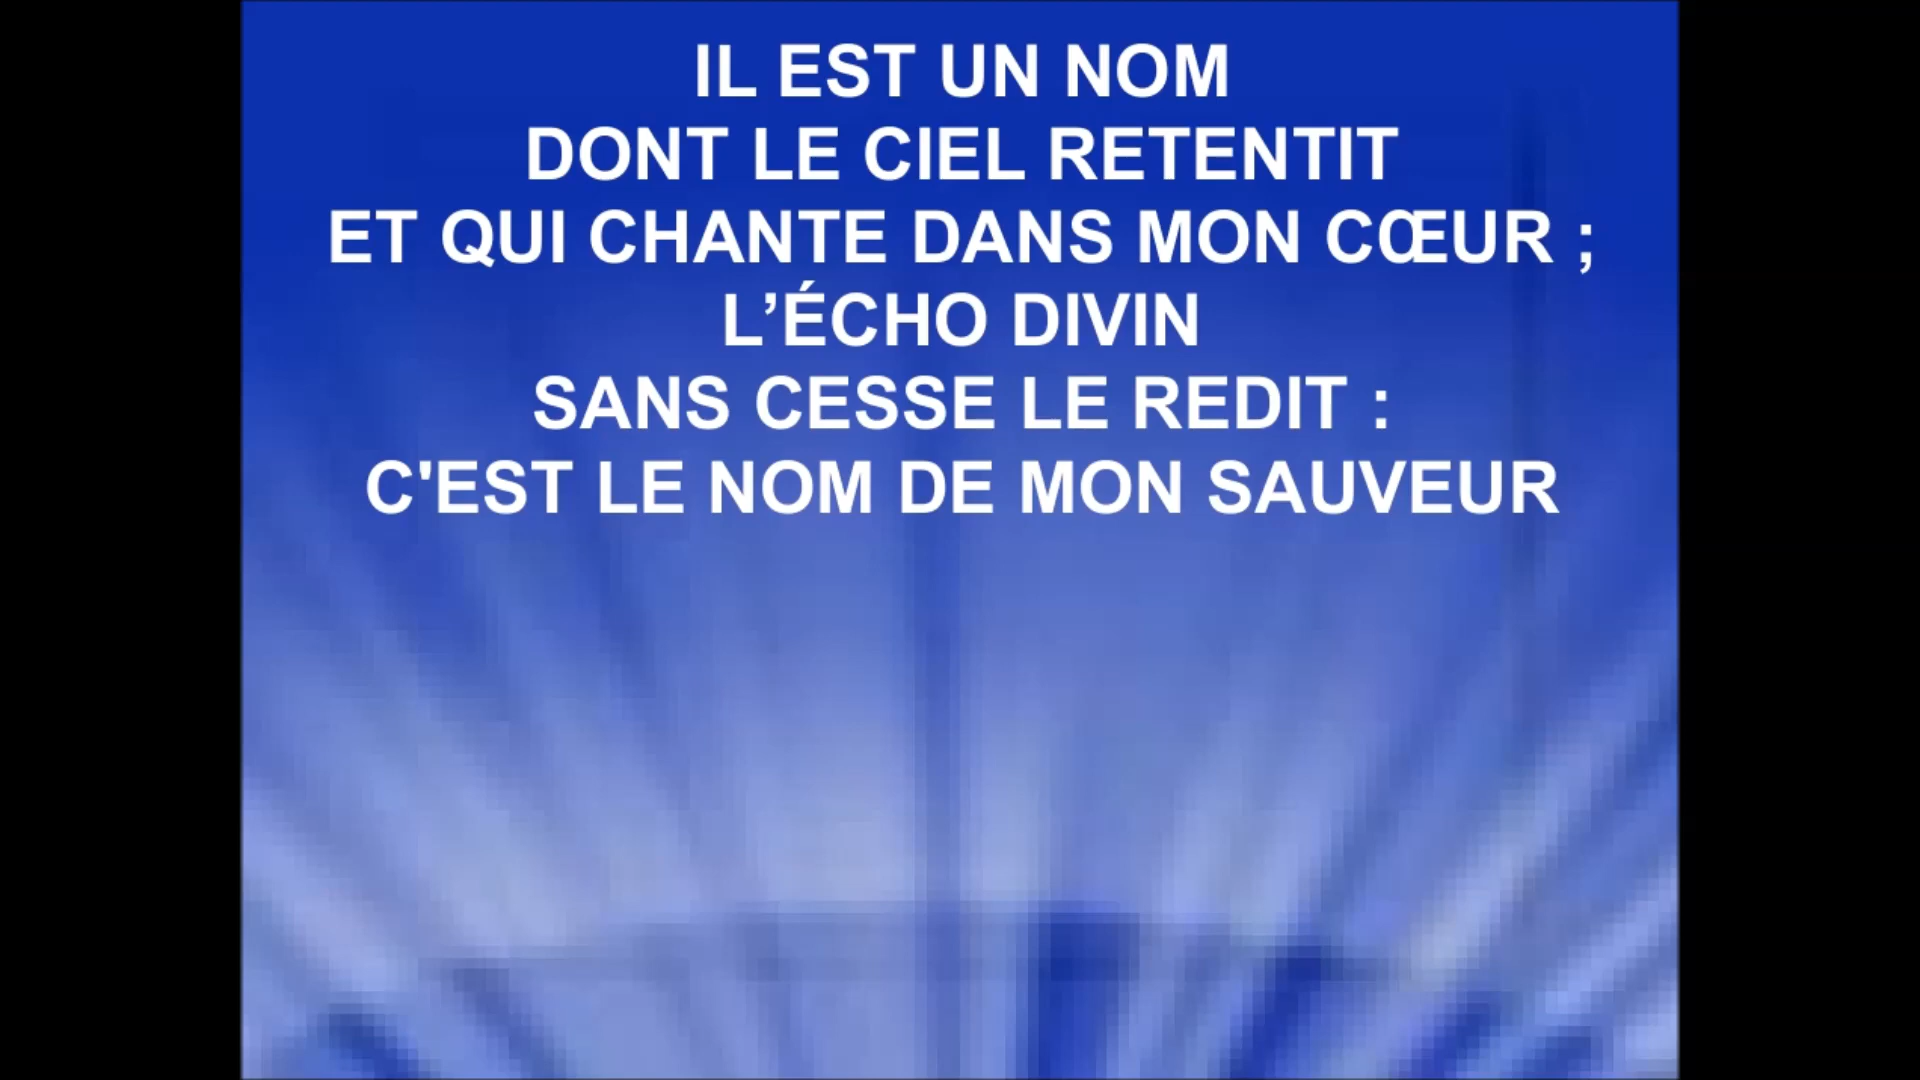 IL EST UN NOM
DONT LE CIEL RETENTIT
ET QUI CHANTE DANS MON CŒUR ;
L’ÉCHO DIVIN
SANS CESSE LE REDIT :
C'EST LE NOM DE MON SAUVEUR